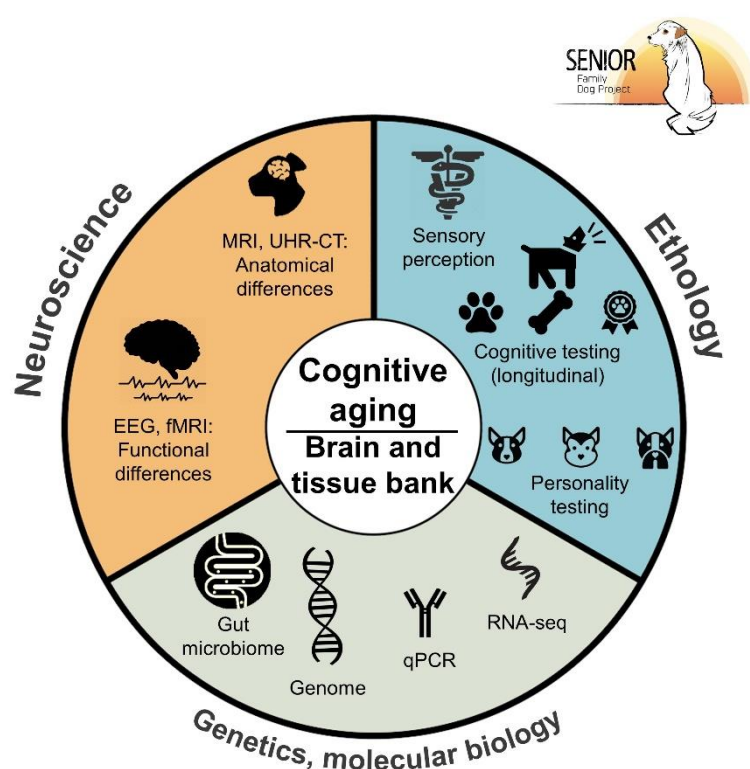 SENIOR
Family
Dog Project
Neuroscience
MRI, UHR-CT:
Anatomical
differences
EEG, fMRI:
Functional
differences
Ethology
Sensory
perception
Cognitive testing
(longitudinal)
Personality
testing
Cognitive
aging
Brain and
tissue bank
Gut
microbiome
Genome
qPCR
RNA-seq
Genetics, molecular biology